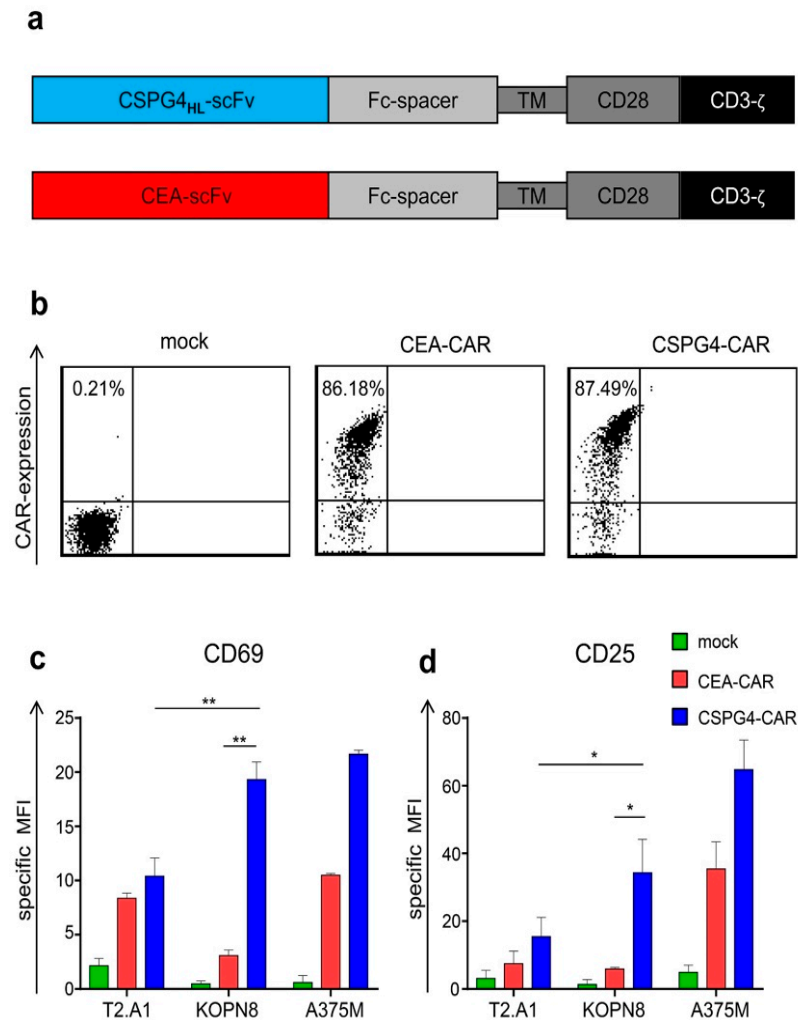 a
CSPG4HL-scFv Fc-spacer TM CD28 CD3-ζ
CEA-scFv Fc-spacer TM CD28 CD3-ζ
b
mock CEA-CAR CSPG4-CAR
CAR-expression
0.21% 86.18% 87.49%
c CD69
specific MFI
25
20
15
10
5
0
** **
T2.A1 KOPN8 A375M
d CD25
mock
CEA-CAR
CSPG4-CAR
specific MFI
80
60
40
20
0
* *
T2.A1 KOPN8 A375M